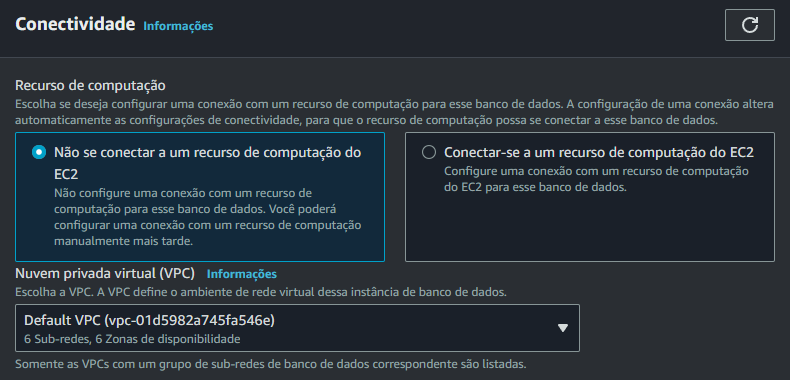 Conectividade Informações
Recurso de computação
Escolha se deseja configurar uma conexão com um recurso de computação para esse banco de dados. A configuração de uma conexão altera
automaticamente as configurações de conectividade, para que o recurso de computação possa se conectar a esse banco de dados.
Não se conectar a um recurso de computação do
EC2
Não configure uma conexão com um recurso de
computação para esse banco de dados. Você poderá
configurar uma conexão com um recurso de computação
manualmente mais tarde.
Conectar-se a um recurso de computação do EC2
Configure uma conexão com um recurso de computação
do EC2 para esse banco de dados.
Nuvem privada virtual (VPC) Informações
Escolha a VPC. A VPC define o ambiente de rede virtual dessa instância de banco de dados.
Default VPC (vpc-01d5982a745fa546e)
6 Sub-redes, 6 Zonas de disponibilidade
Somente as VPCs com um grupo de sub-redes de banco de dados correspondente são listadas.